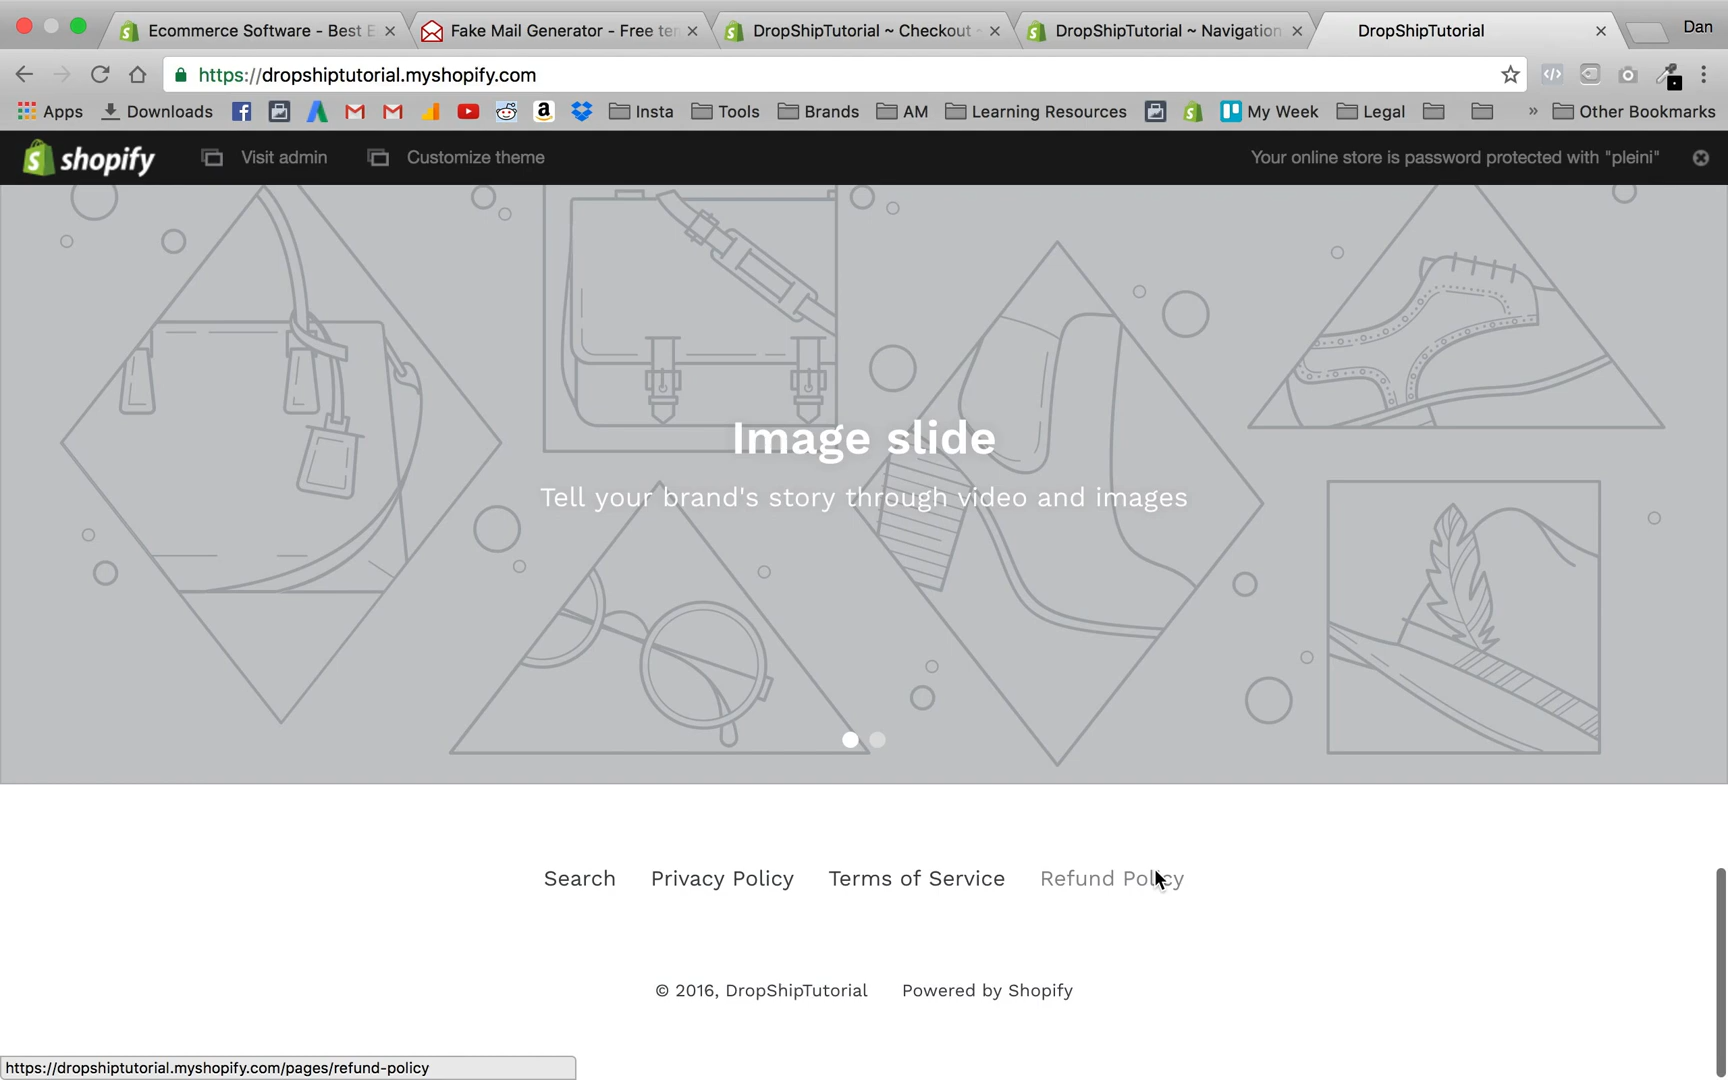 Ecommerce Software - Best E
Fake Mail Generator - Free ter
DropShipTutorial ~ Checkout ~
DropShipTutorial ~ Navigation
DropShipTutorial
Dan
https://dropshiptutorial.myshopify.com
Apps
Downloads
Insta
Tools
Brands
AM
Learning Resources
My Week
Legal
»
Other Bookmarks
shopify
Visit admin
Customize theme
Your online store is password protected with "pleini"
Image slide
Tell your brand's story through video and images
Search
Privacy Policy
Terms of Service
Refund Policy
© 2016, DropShipTutorial
Powered by Shopify
https://dropshiptutorial.myshopify.com/pages/refund-policy